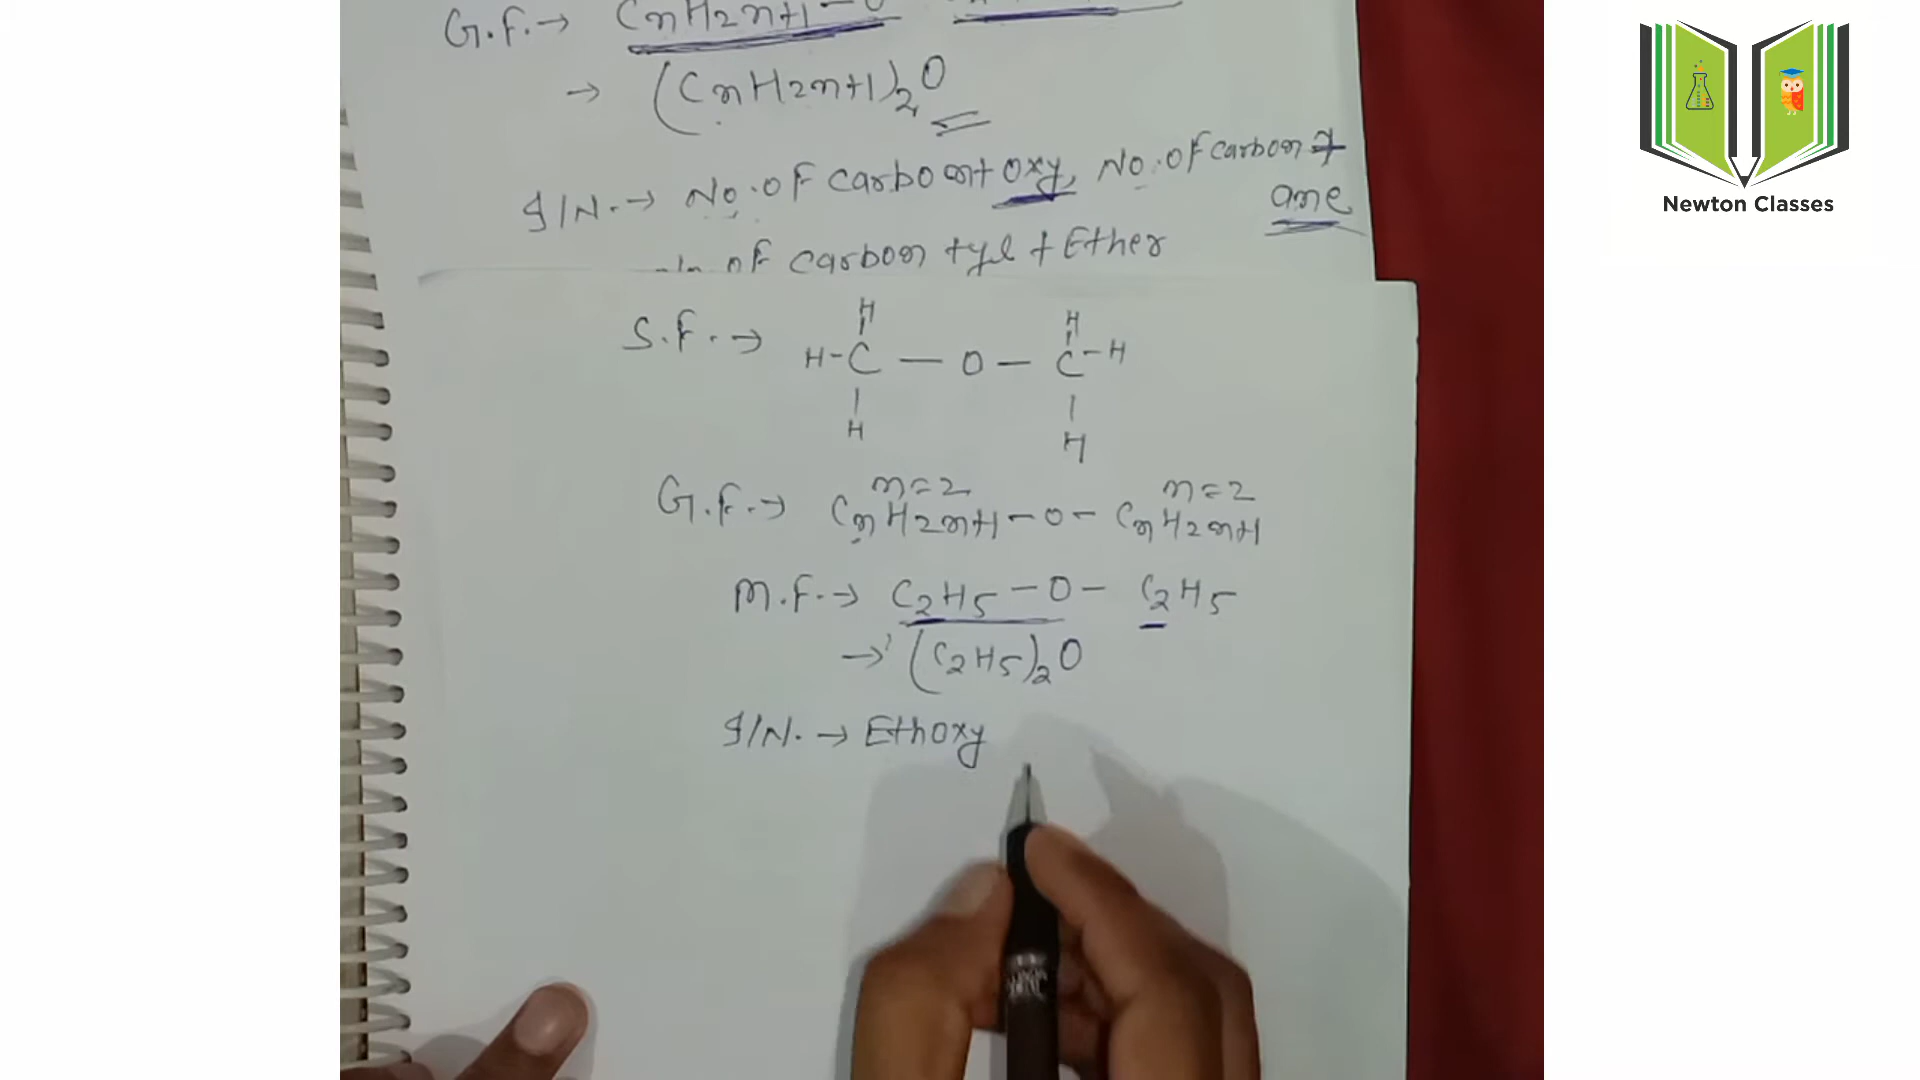 G.F. → CnH2n+1 - O
→ (CnH2n+1)2O
I/N. → No. of carbon + oxy, No. of carbon +
ane
of carbon + yl + Ether
H H
S.F. → H-C — O — C-H
H H
n=2 n=2
G.F. → CnH2n+1 - O - CnH2n+1
M.F. → C2H5 - O - C2H5
→ (C2H5)2O
I/N. → Ethoxy
Newton Classes